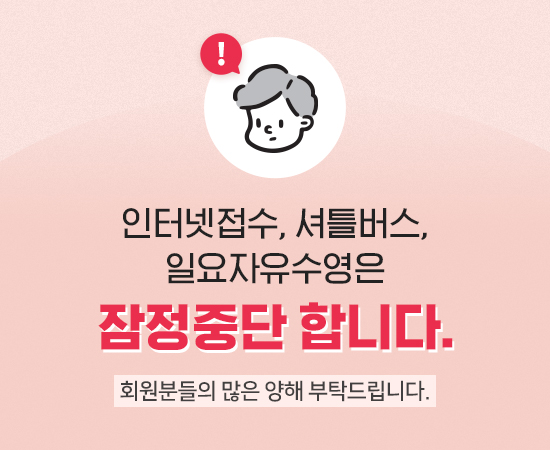 !
인터넷접수, 셔틀버스,
일요자유수영은
잠정중단 합니다.
회원분들의 많은 양해 부탁드립니다.